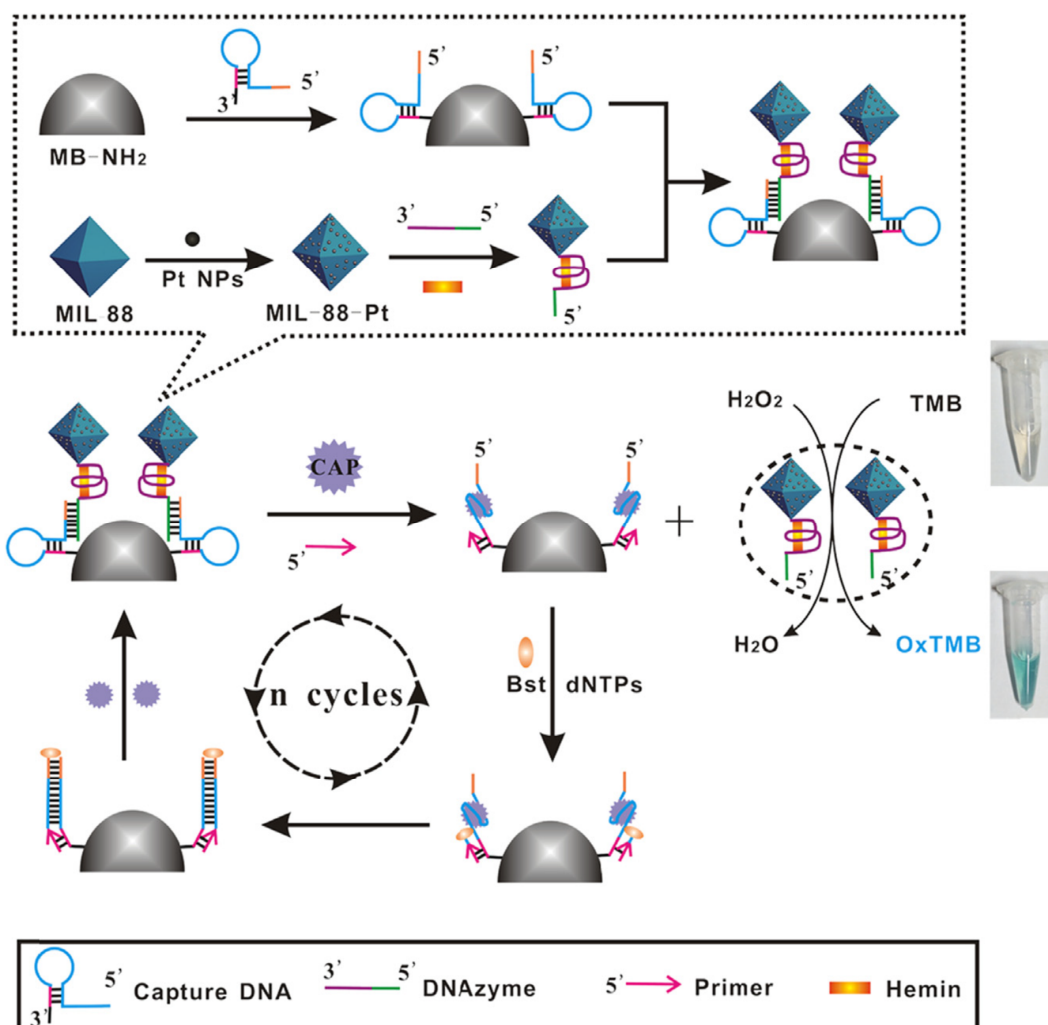 5’
5’
5’
3’
MB-NH2
3’
5’
Pt NPs
MIL 88
MIL-88-Pt
5’
H2O2
TMB
CAP
5’
5’
5’
+
5’
5’
H2O
OxTMB
Bst
dNTPs
n cycles
5’
3’
Capture DNA
3’
5’
DNAzyme
5’
Primer
Hemin